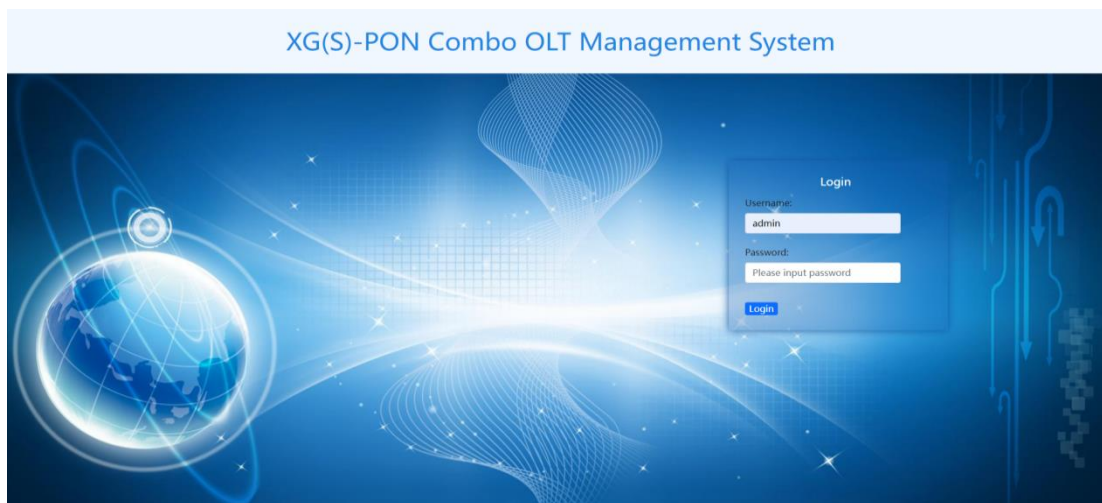 XG(S)-PON Combo OLT Management System
Login
Username:
admin
Password:
Please input password
Login